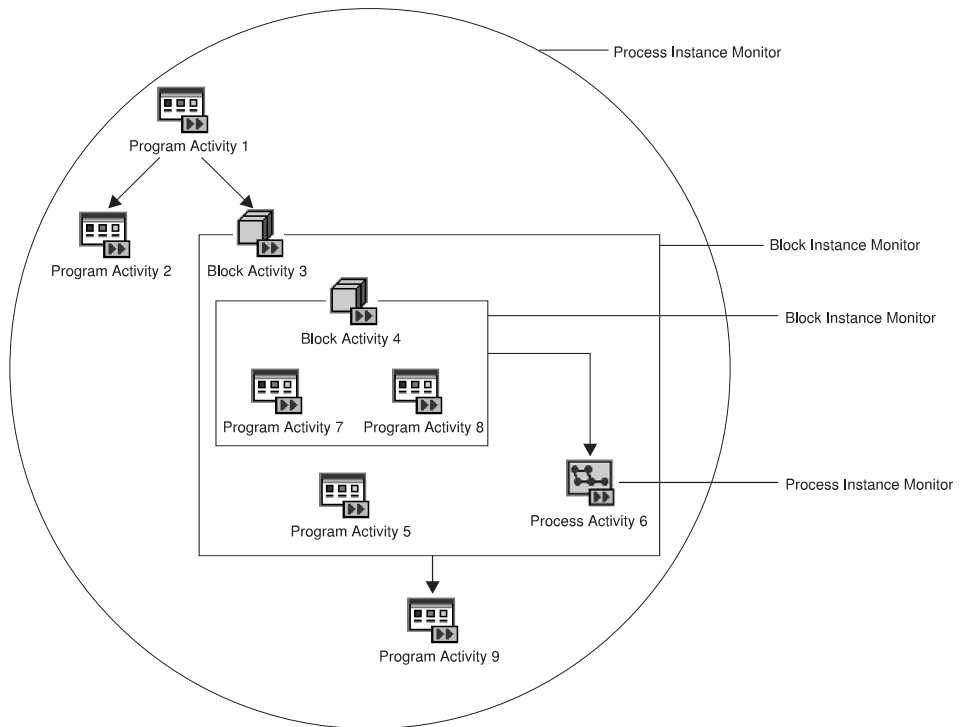 Process Instance Monitor
Program Activity 1
Program Activity 2
Block Activity 3
Block Instance Monitor
Block Activity 4
Block Instance Monitor
Program Activity 7
Program Activity 8
Process Instance Monitor
Program Activity 5
Process Activity 6
Program Activity 9